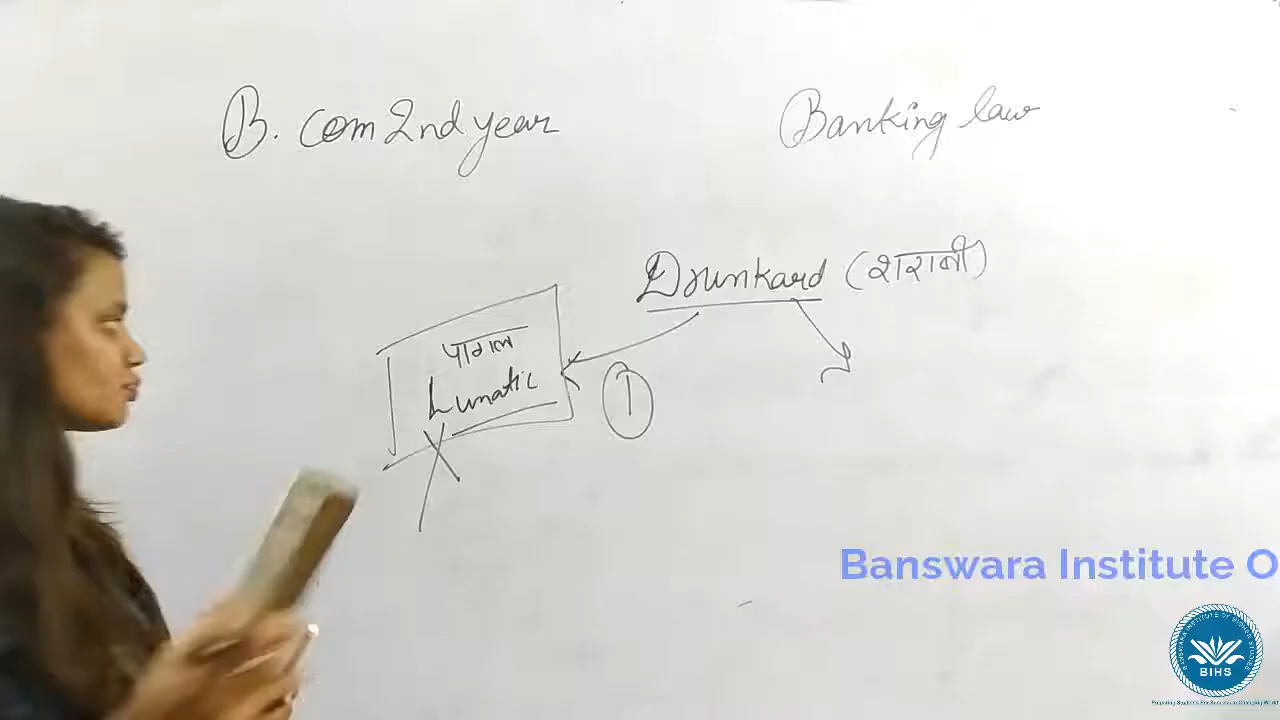 B. Com 2nd year
Banking law
Drunkard (शराबी)
पागल
Lunatic
1
Banswara Institute O
BIHS